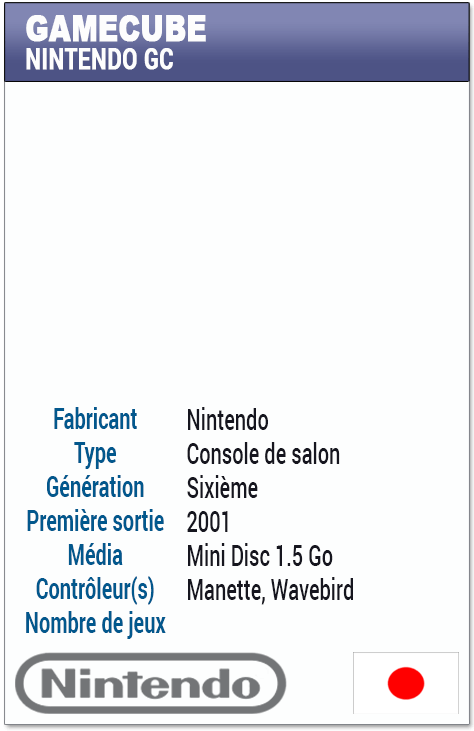 GAMECUBE
NINTENDO GC
Fabricant Nintendo
Type Console de salon
Génération Sixième
Première sortie 2001
Média Mini Disc 1.5 Go
Contrôleur(s) Manette, Wavebird
Nombre de jeux
Nintendo